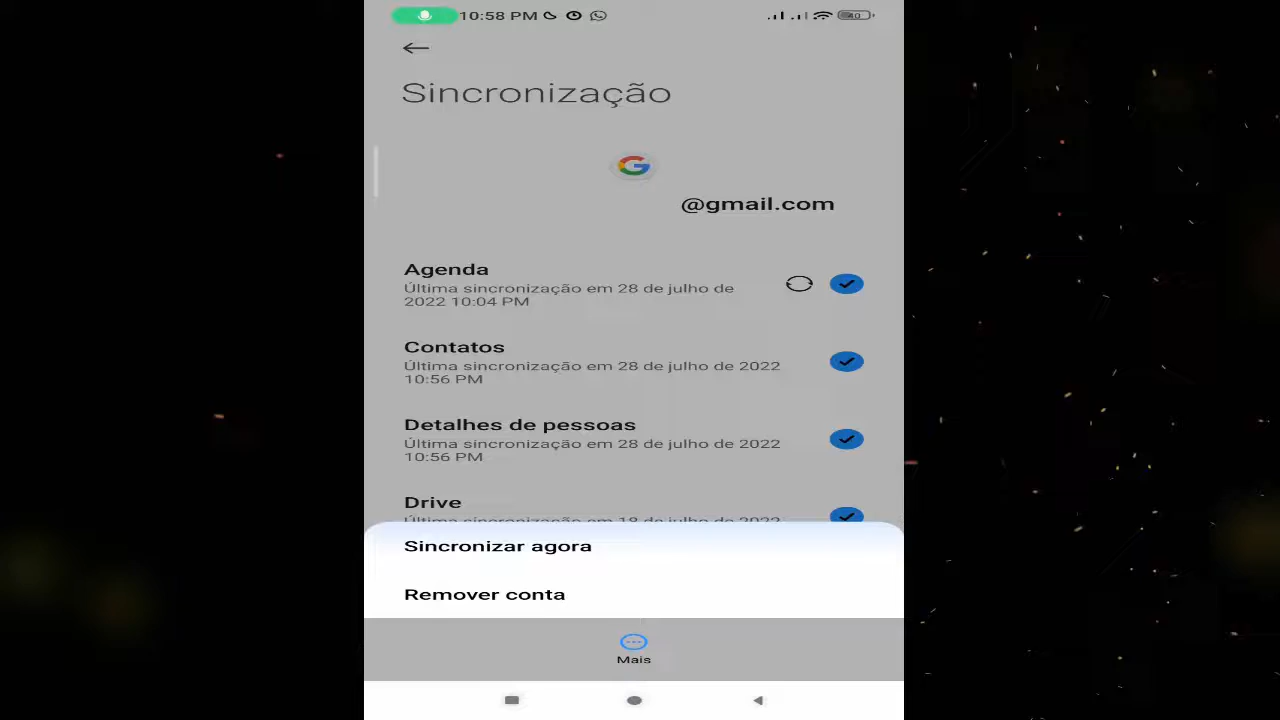 10:58 PM
40
Sincronização
G
@gmail.com
Agenda
Última sincronização em 28 de julho de
2022 10:04 PM
Contatos
Última sincronização em 28 de julho de 2022
10:56 PM
Detalhes de pessoas
Última sincronização em 28 de julho de 2022
10:56 PM
Drive
Última sincronização em 18 de julho de 2022
Sincronizar agora
Remover conta
Mais